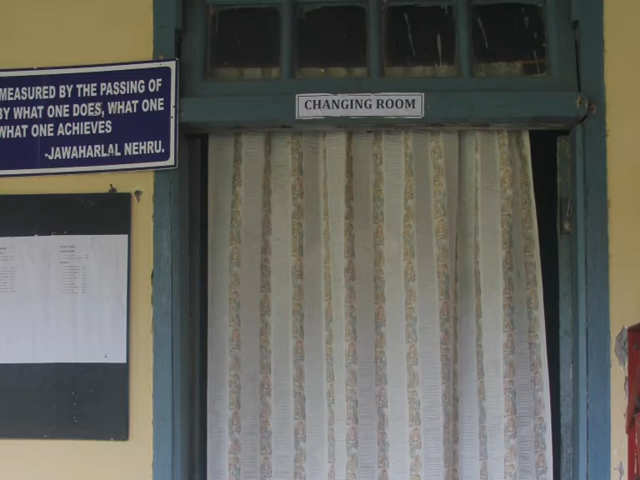 MEASURED BY THE PASSING OF
BY WHAT ONE DOES, WHAT ONE
WHAT ONE ACHIEVES
-JAWAHARLAL NEHRU.
CHANGING ROOM